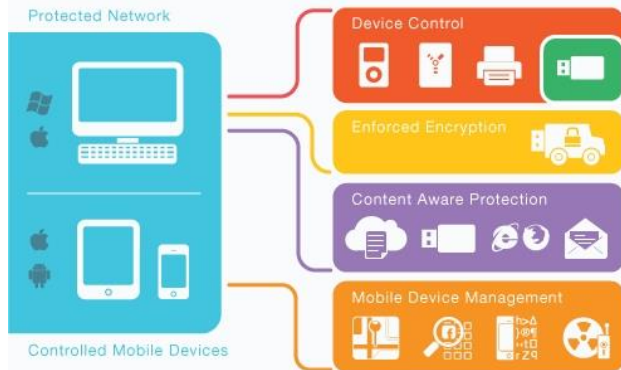 Protected Network
Device Control
Enforced Encryption
Content Aware Protection
Mobile Device Management
Controlled Mobile Devices